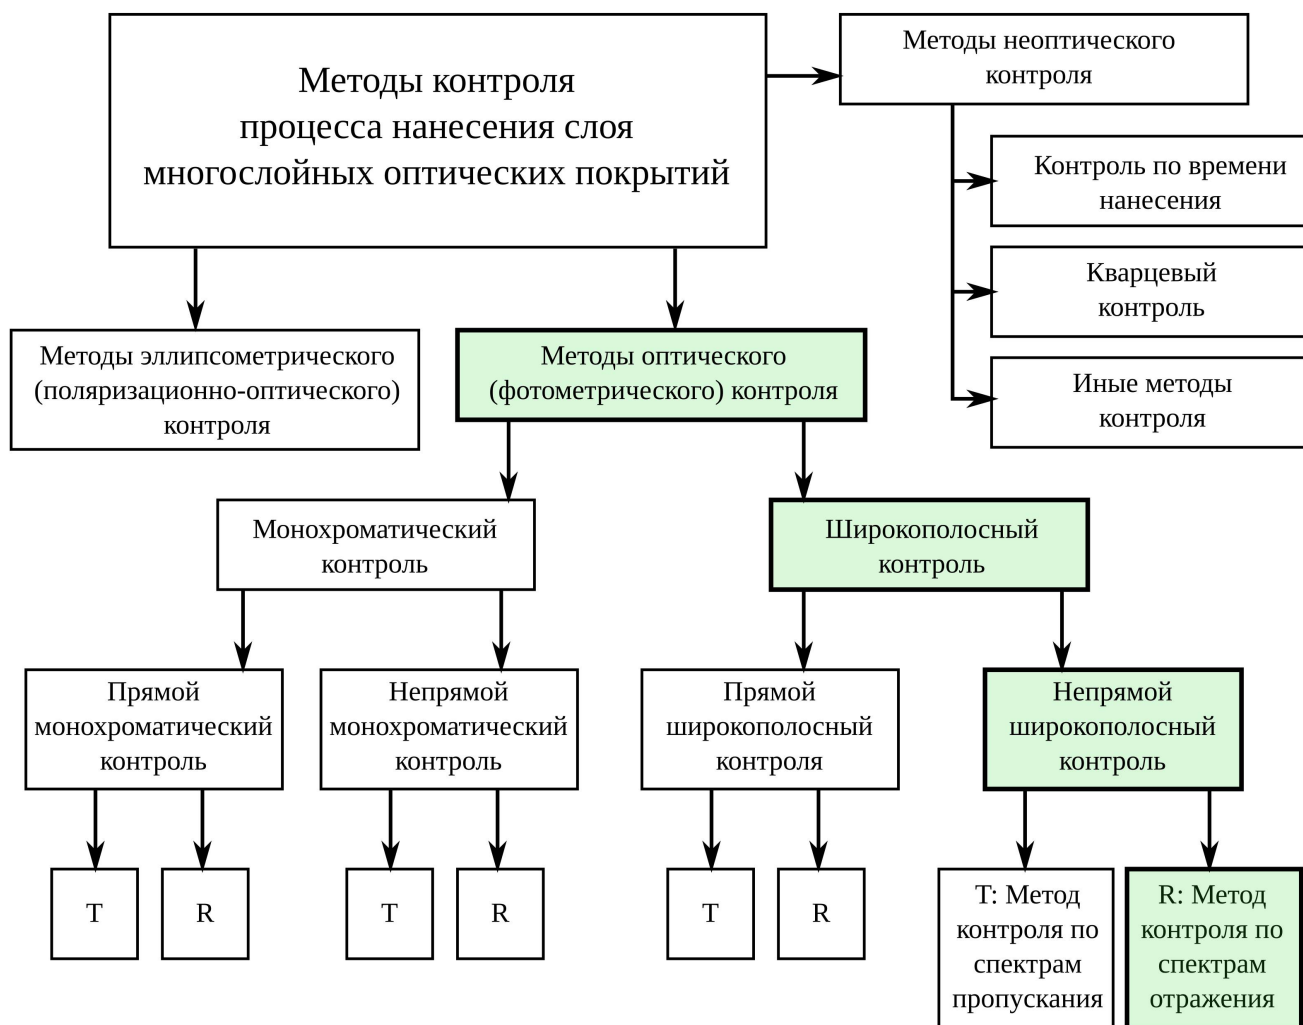 Методы контроля
процесса нанесения слоя
многослойных оптических покрытий
Методы неоптического
контроля
Контроль по времени
нанесения
Кварцевый
контроль
Иные методы
контроля
Методы эллипсометрического
(поляризационно-оптического)
контроля
Методы оптического
(фотометрического) контроля
Монохроматический
контроль
Широкополосный
контроль
Прямой
монохроматический
контроль
Непрямой
монохроматический
контроль
Прямой
широкополосный
контроля
Непрямой
широкополосный
контроль
T
R
T
R
T
R
T: Метод
контроля по
спектрам
пропускания
R: Метод
контроля по
спектрам
отражения